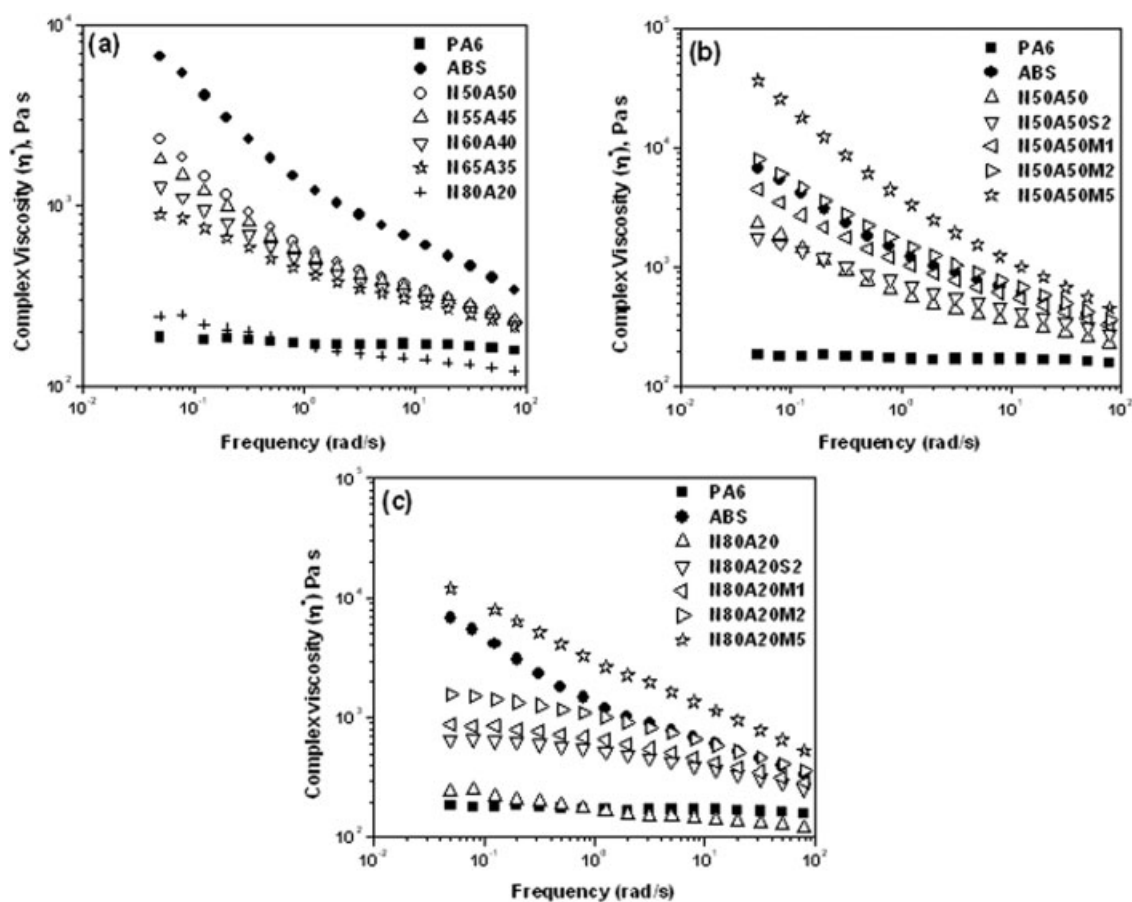 (a)
PA6
ABS
N50A50
N55A45
N60A40
N65A35
N80A20
10^4
10^3
10^2
Complex Viscosity (η*), Pa s
10^-2
10^-1
10^0
10^1
10^2
Frequency (rad/s)
(b)
PA6
ABS
N50A50
N50A50S2
N50A50M1
N50A50M2
N50A50M5
10^5
10^4
10^3
10^2
Complex Viscosity (η*), Pa s
10^-2
10^-1
10^0
10^1
10^2
Frequency (rad/s)
(c)
PA6
ABS
N80A20
N80A20S2
N80A20M1
N80A20M2
N80A20M5
10^5
10^4
10^3
10^2
Complex viscosity (η*) Pa s
10^-2
10^-1
10^0
10^1
10^2
Frequency (rad/s)